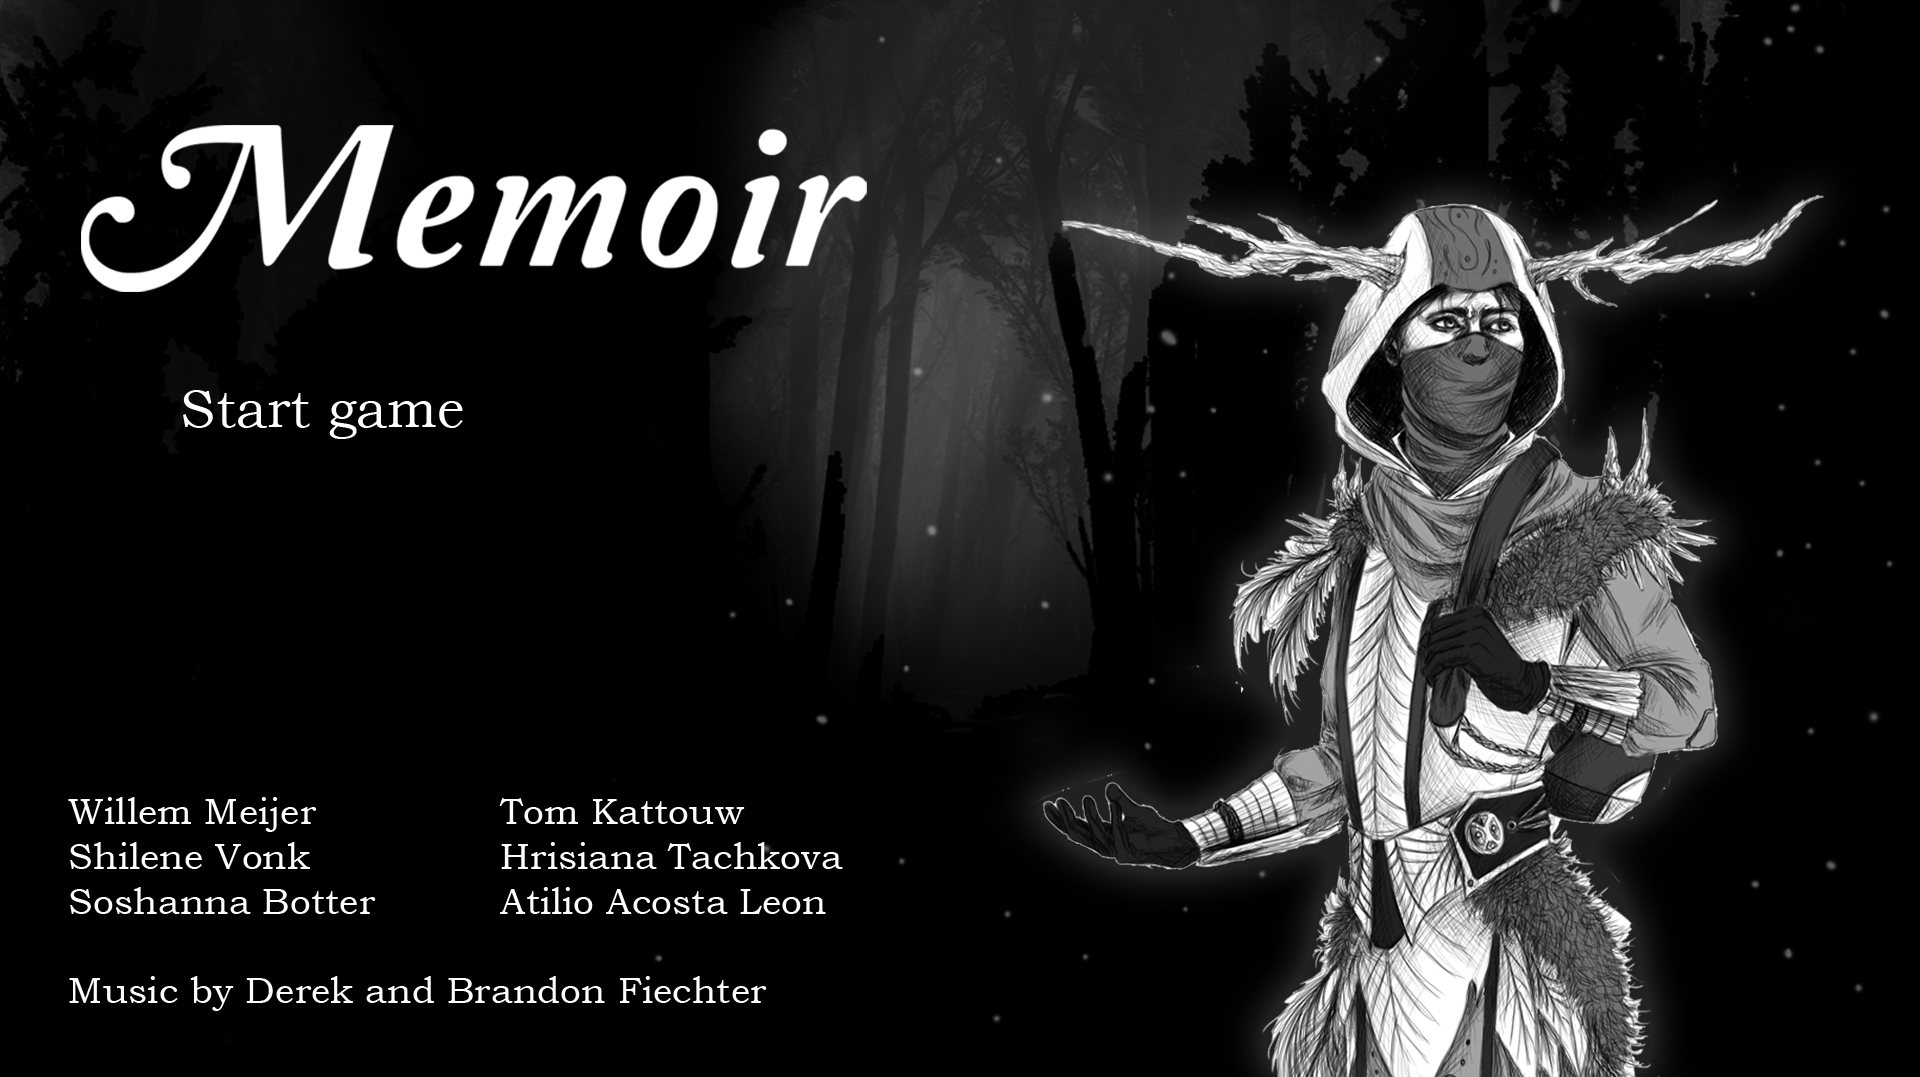 Memoir
Start game
Willem Meijer
Shilene Vonk
Soshanna Botter
Tom Kattouw
Hrisiana Tachkova
Atilio Acosta Leon
Music by Derek and Brandon Fiechter